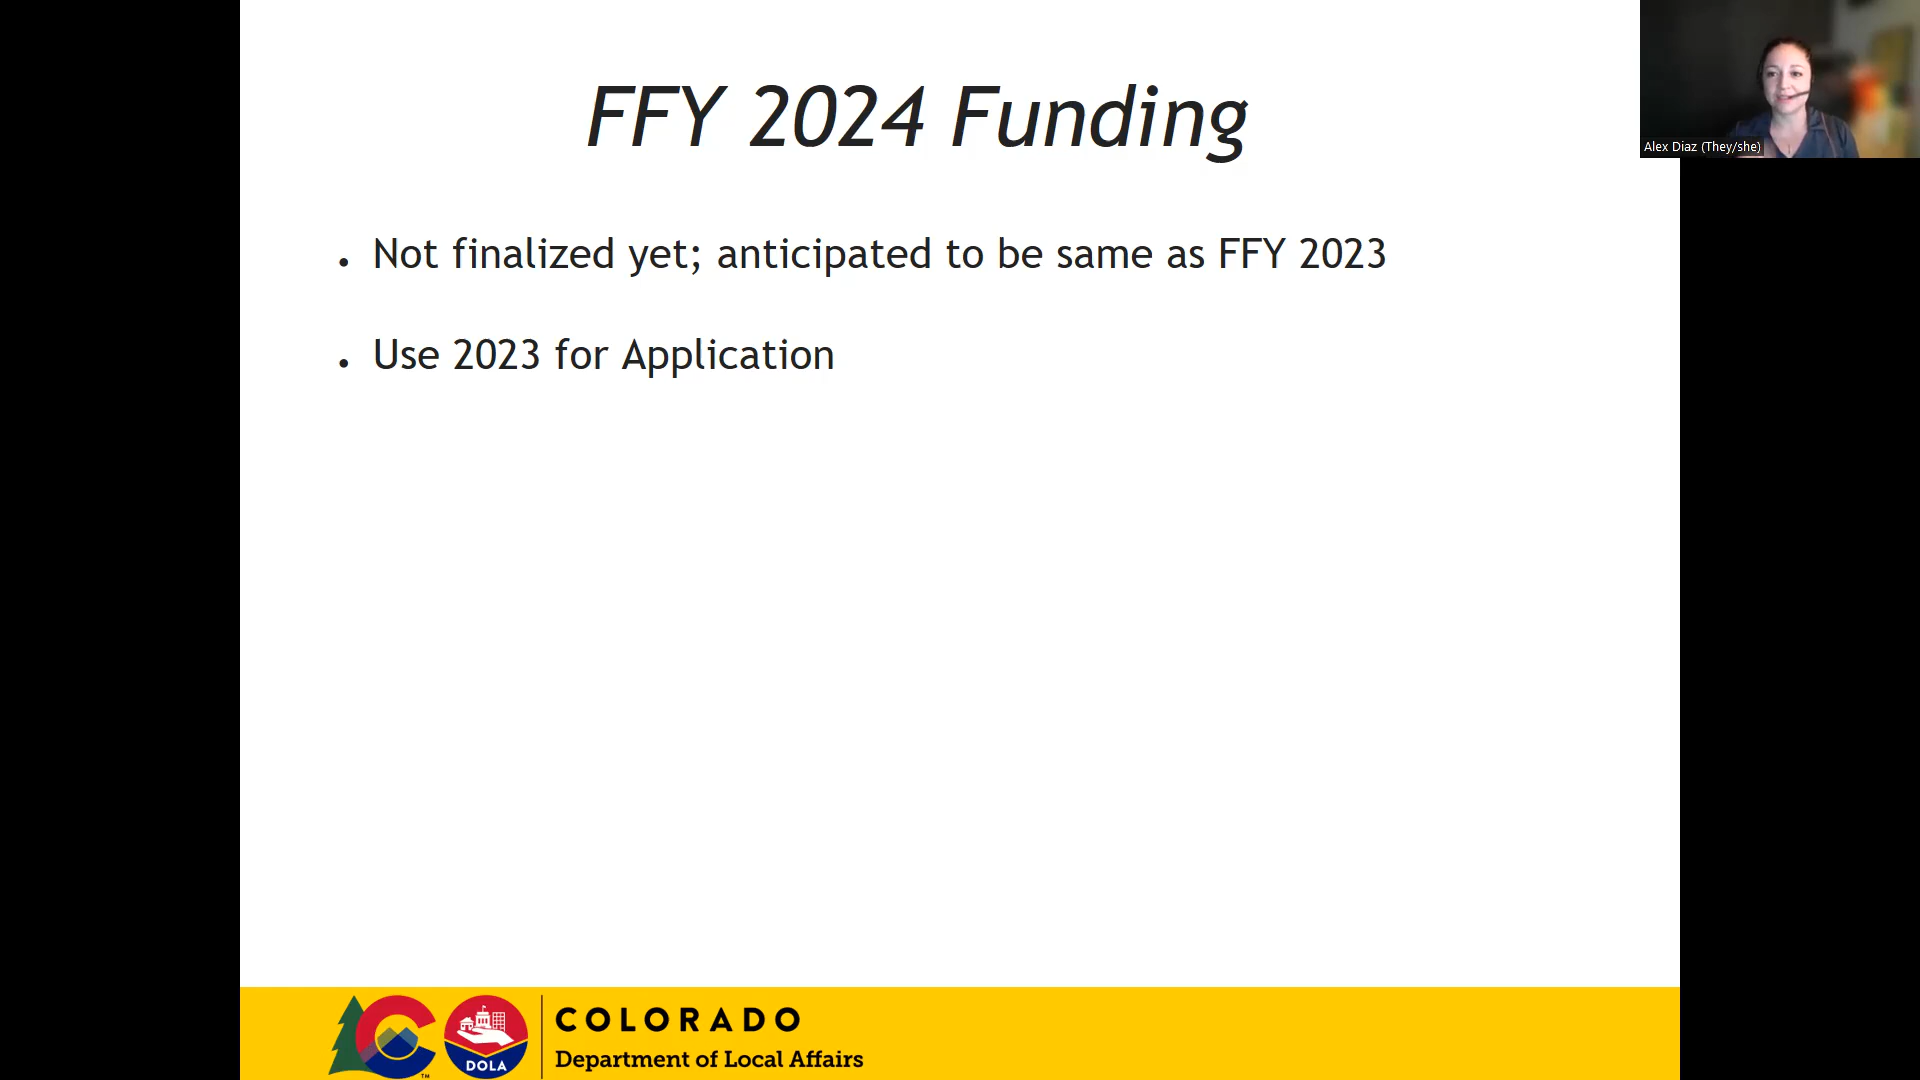 FFY 2024 Funding
Alex Diaz (They/she)
• Not finalized yet; anticipated to be same as FFY 2023
• Use 2023 for Application
TM
DOLA
COLORADO
Department of Local Affairs